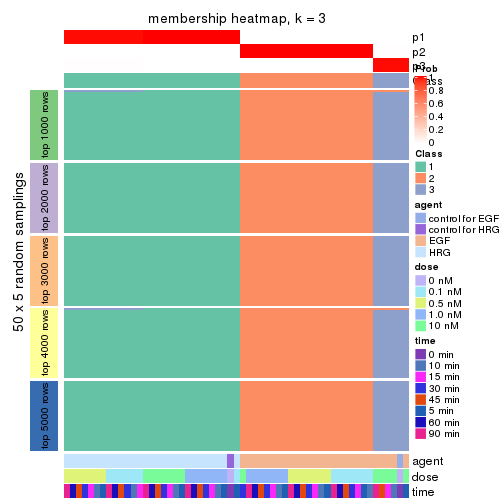 membership heatmap, k = 3
p1
p2
p3
Class
50 x 5 random samplings
top 1000 rows
top 2000 rows
top 3000 rows
top 4000 rows
top 5000 rows
agent
dose
time
Prob
1
0.8
0.6
0.4
0.2
0
Class
1
2
3
agent
control for EGF
control for HRG
EGF
HRG
dose
0 nM
0.1 nM
0.5 nM
1.0 nM
10 nM
time
0 min
10 min
15 min
30 min
45 min
5 min
60 min
90 min